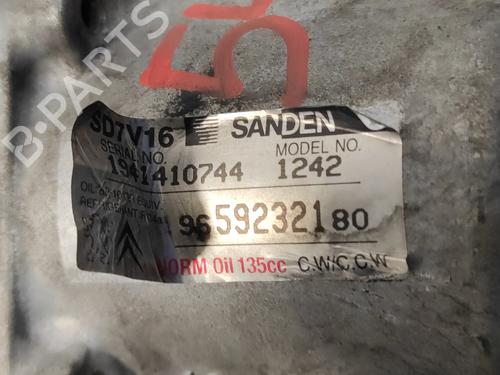 B-PARTS
SD7V16 SANDEN
SERIAL NO. MODEL NO.
1941410744 1242
9659232180
NORM Oil 135cc C.W/C.C.W